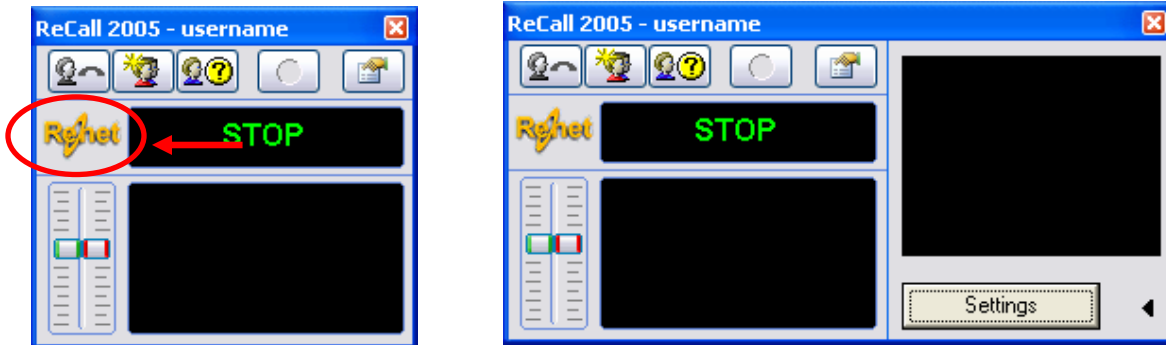 ReCall 2005 - username
?
Renet
STOP
ReCall 2005 - username
?
Renet
STOP
Settings